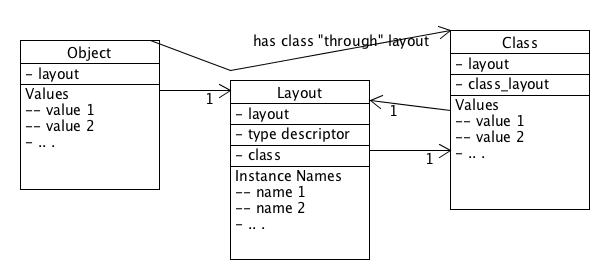 Object
- layout
Values
-- value 1
-- value 2
- .. .
has class "through" layout
1
Layout
- layout
- type descriptor
- class
Instance Names
-- name 1
-- name 2
- .. .
1
1
Class
- layout
- class_layout
Values
-- value 1
-- value 2
- .. .